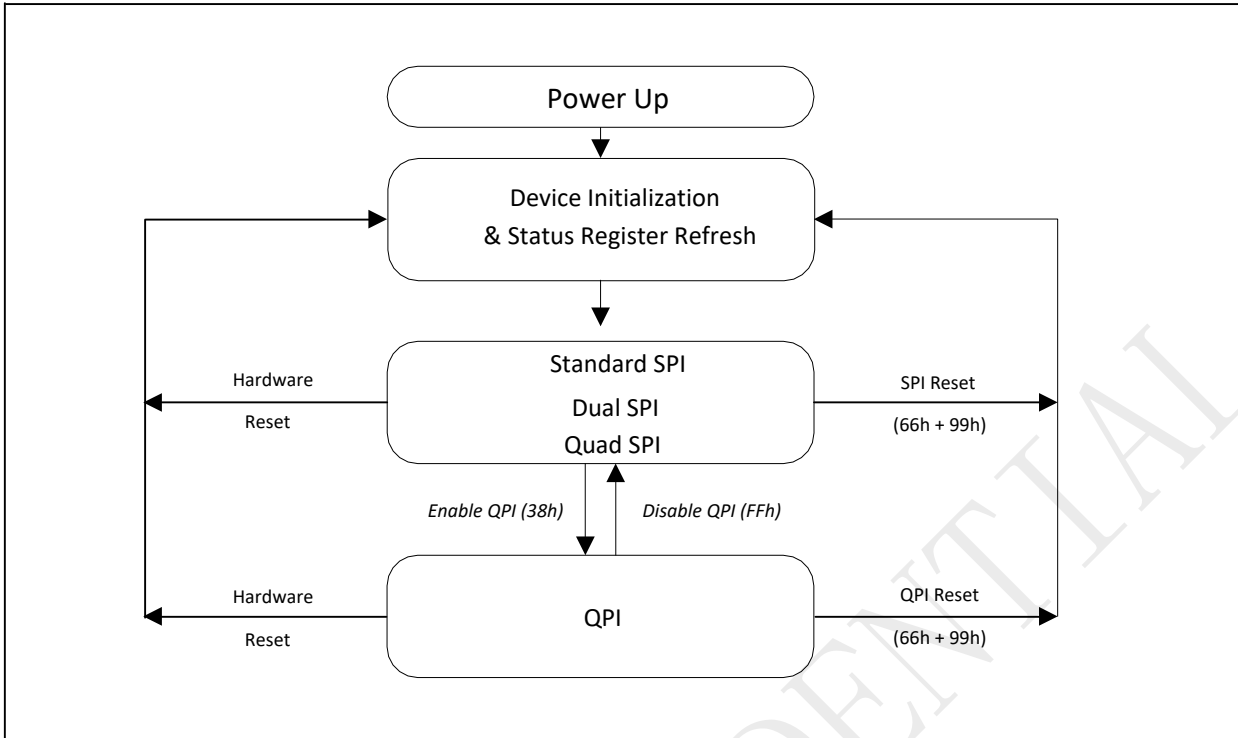 Power Up
Device Initialization
& Status Register Refresh
Standard SPI
Dual SPI
Quad SPI
Hardware
Reset
SPI Reset
(66h + 99h)
Enable QPI (38h)
Disable QPI (FFh)
QPI
Hardware
Reset
QPI Reset
(66h + 99h)
DENTIAI